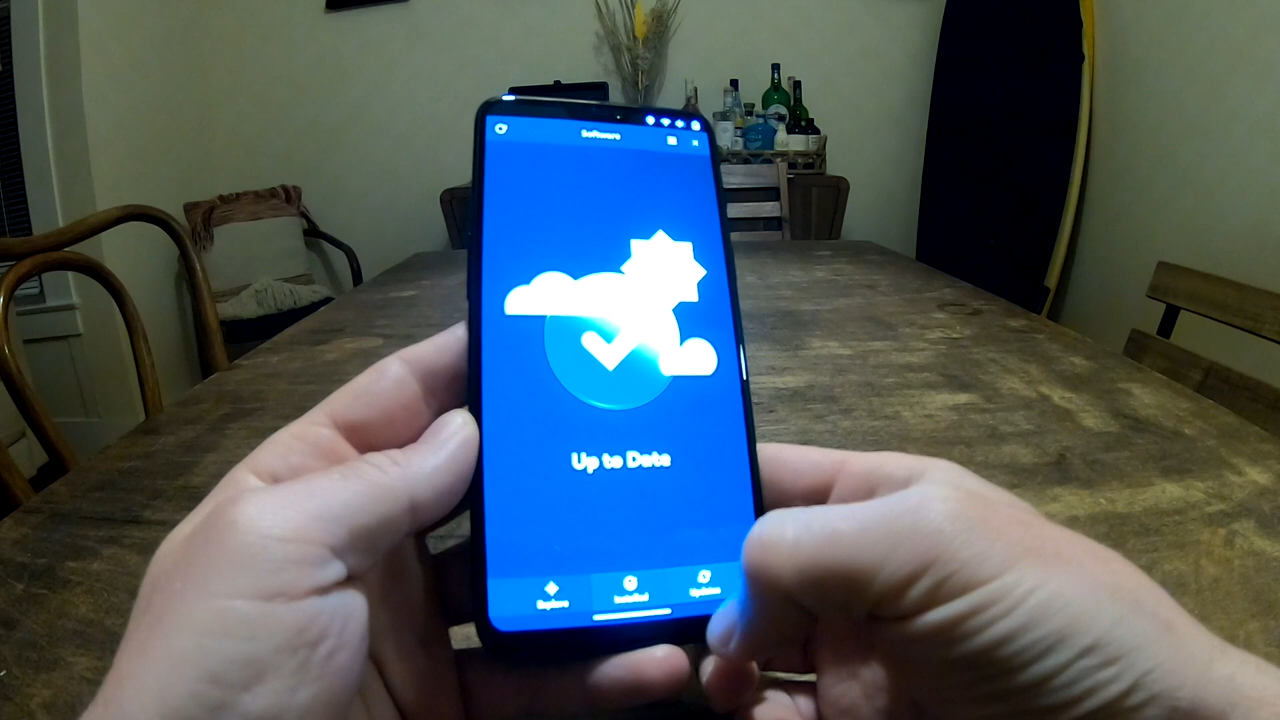 Software
Up to Date
Explore
Installed
Updates